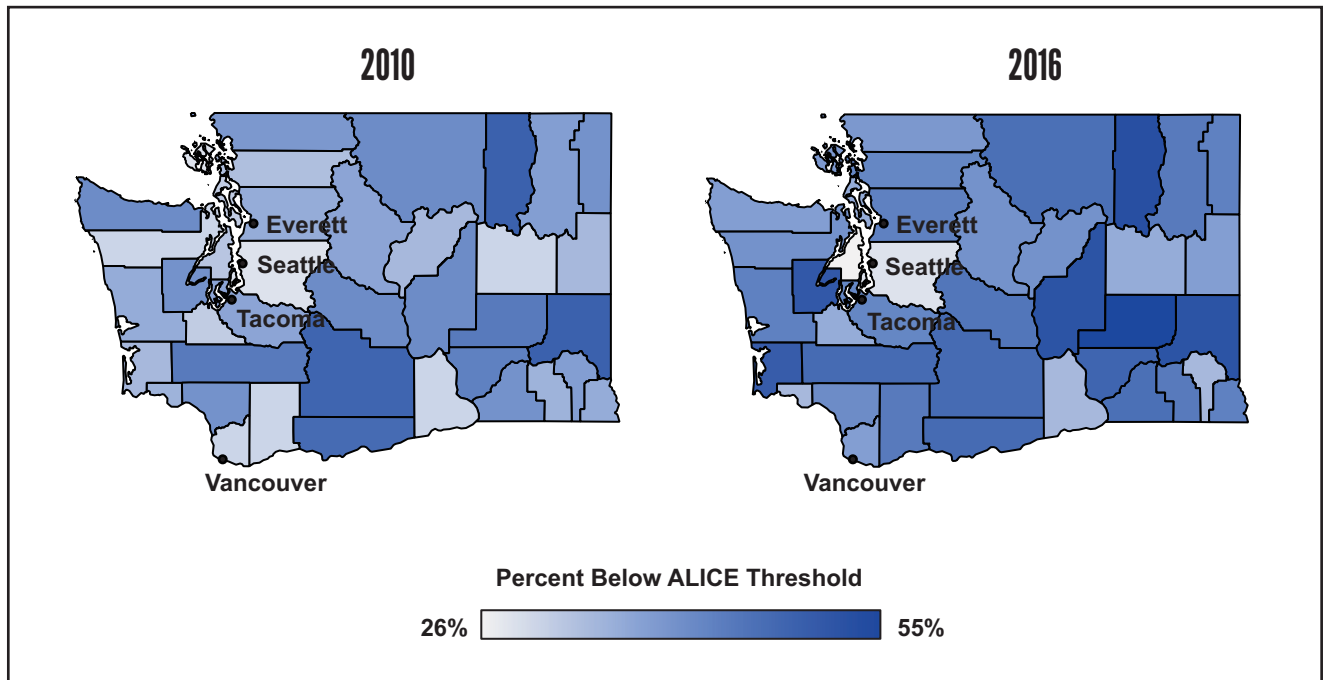 2010
2016
Everett
Seattle
Tacoma
Vancouver
Everett
Seattle
Tacoma
Vancouver
Percent Below ALICE Threshold
26%
55%